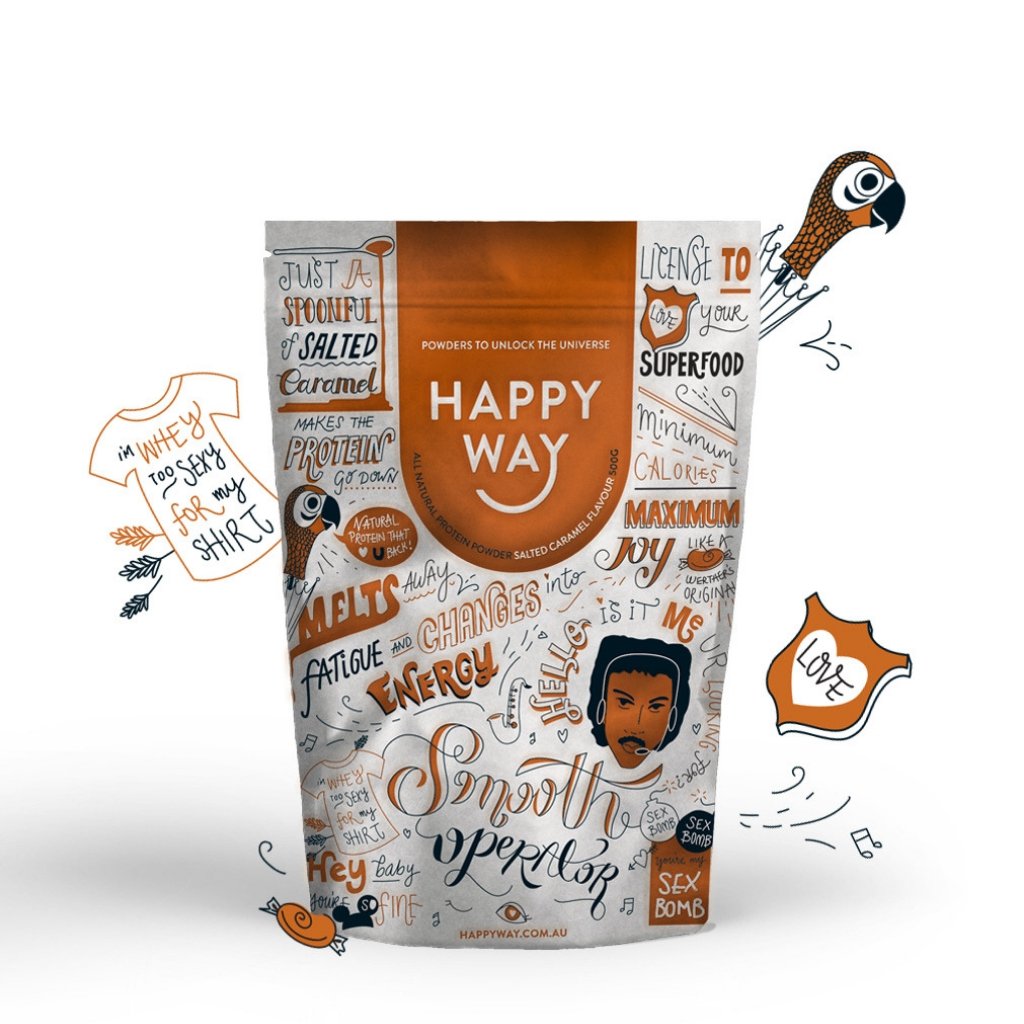 JUST A
SPOONFUL
of SALTED
Caramel
MAKES THE
PROTEIN
GO DOWN
NATURAL
PROTEIN THAT
U BACK!
MELTS AWAY
FATIGUE AND CHANGES into
ENERGY
POWDERS TO UNLOCK THE UNIVERSE
HAPPY
WAY
ALL NATURAL PROTEIN POWDER SALTED CARAMEL FLAVOUR 500G
LICENSE TO
LOVE YOUR
SUPERFOOD
Minimum
CALORIES
MAXIMUM
JOY LIKE A
WERTHER'S
ORIGINAL
HELLO IS IT Me
UR LOOKING
FOR?
Smooth
OPERATOR
SEX
BOMB
SEX
BOMB
you're my
SEX
BOMB
I'M WHEY
TOO SEXY
FOR my
SHIRT
Hey baby
YOU'RE SO FINE
HAPPYWAY.COM.AU
I'M WHEY
TOO SEXY
FOR my
SHIRT
LOVE